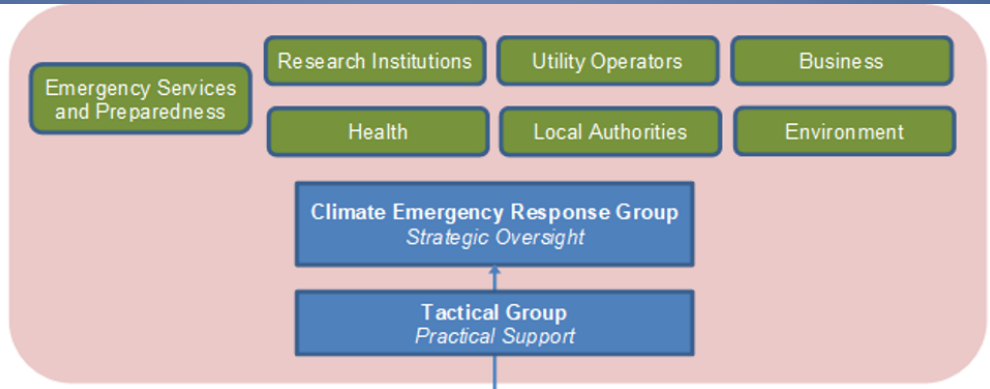 Research Institutions
Utility Operators
Business
Emergency Services
and Preparedness
Health
Local Authorities
Environment
Climate Emergency Response Group
Strategic Oversight
Tactical Group
Practical Support